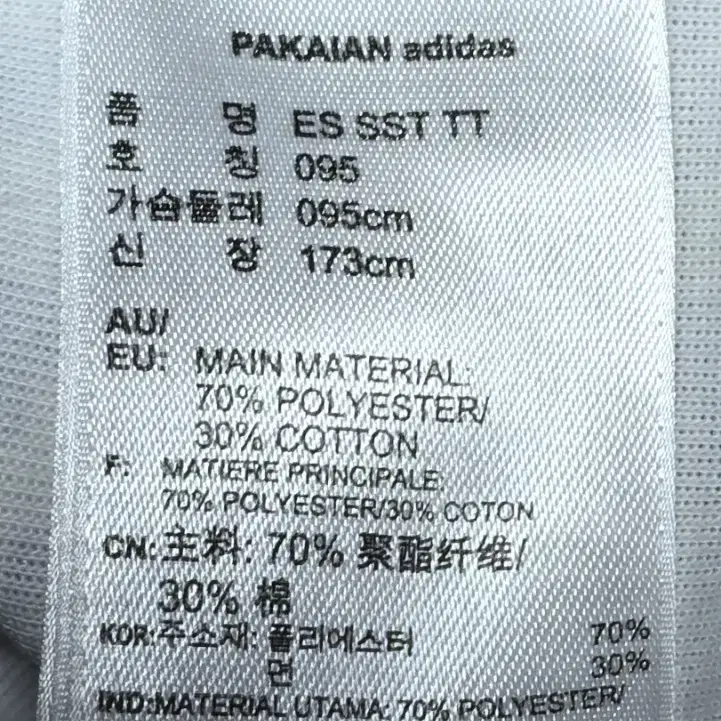 PAKAIAN adidas
품 명 ES SST TT
호 칭 095
가슴둘레 095cm
신 장 173cm
AU/
EU: MAIN MATERIAL:
70% POLYESTER/
30% COTTON
F: MATIERE PRINCIPALE:
70% POLYESTER/30% COTON
CN: 主料: 70% 聚酯纤维/
30% 棉
KOR:주소재: 폴리에스터 70%
면 30%
IND:MATERIAL UTAMA: 70% POLYESTER/